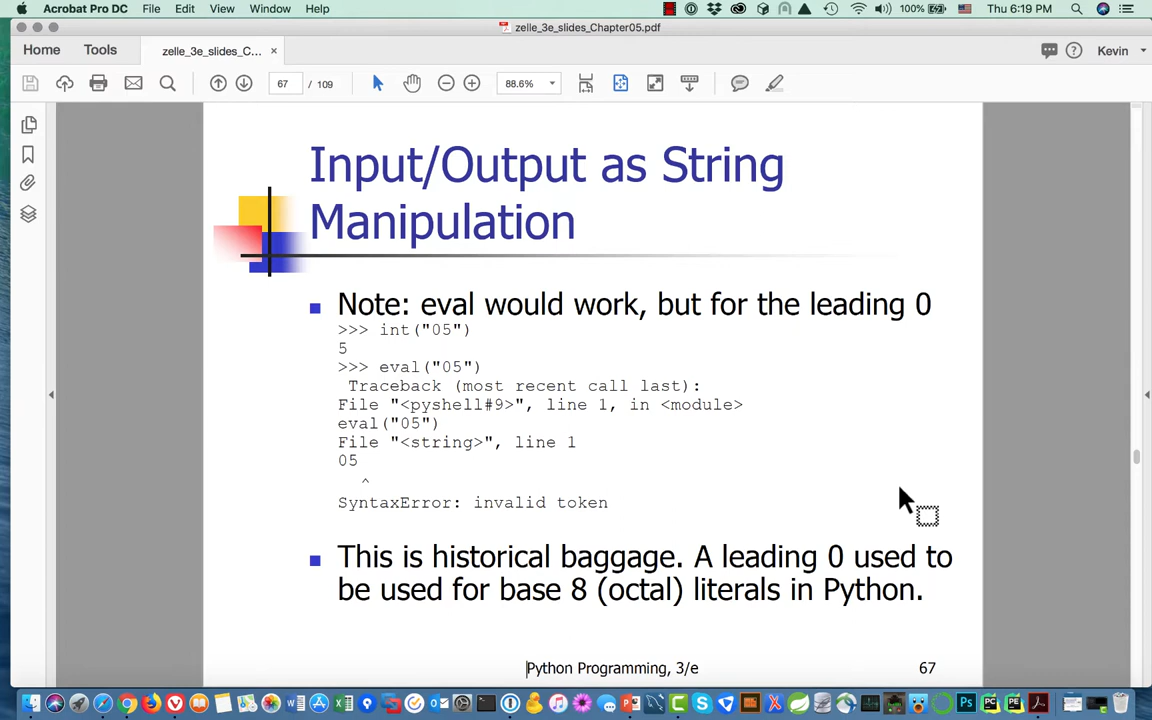 Acrobat Pro DC File Edit View Window Help 100% Thu 6:19 PM
zelle_3e_slides_Chapter05.pdf
Home Tools zelle_3e_slides_C... × Kevin
67 / 109 88.6%
Input/Output as String
Manipulation
Note: eval would work, but for the leading 0
>>> int("05")
5
>>> eval("05")
Traceback (most recent call last):
File "<pyshell#9>", line 1, in <module>
eval("05")
File "<string>", line 1
05
^
SyntaxError: invalid token
This is historical baggage. A leading 0 used to
be used for base 8 (octal) literals in Python.
Python Programming, 3/e 67